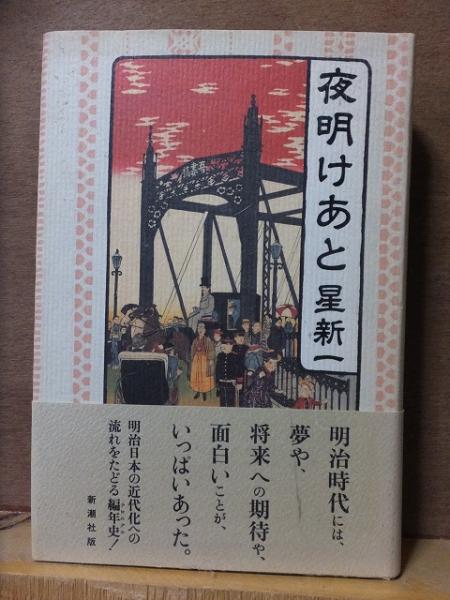 夜明けあと
星新一
吾妻橋
明治時代には、
夢や、
将来への期待や、
面白いことが、
いっぱいあった。
明治日本の近代化への
流れをたどる編年史!
新潮社版